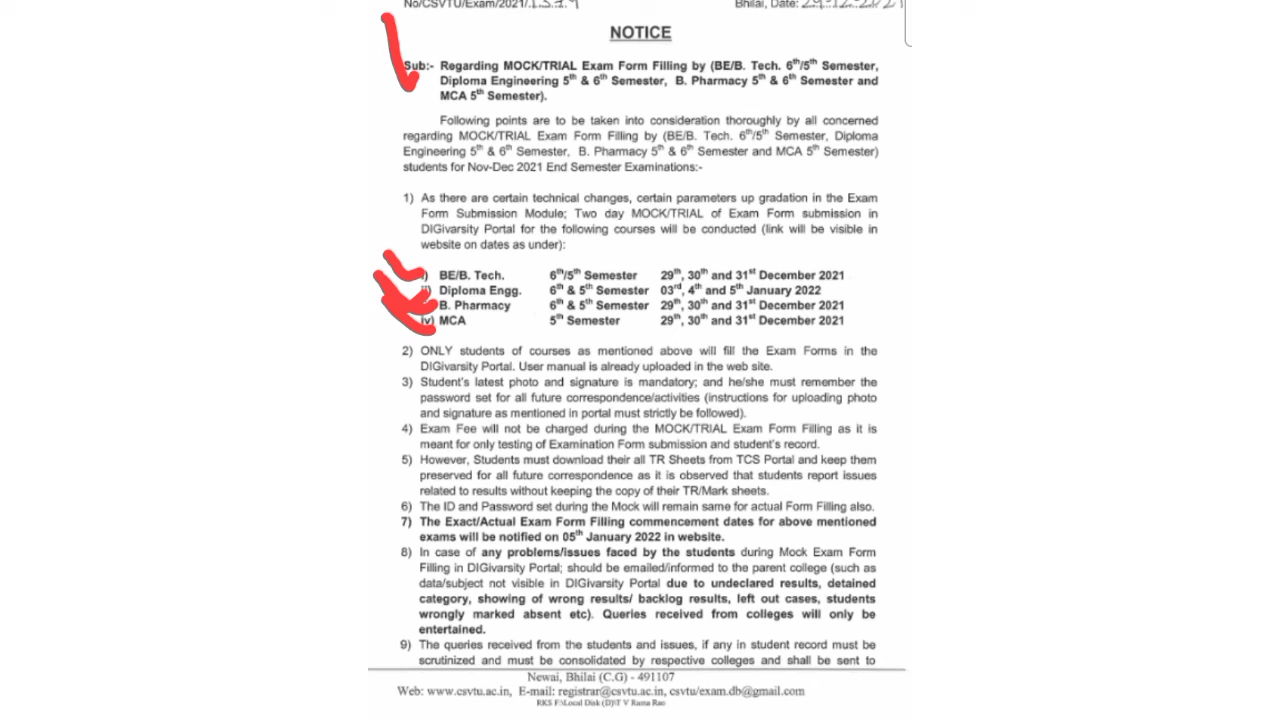 No/CSVTU/Exam/2021/.1.5.7.9 Bhilai, Date: 29-12-2021
NOTICE
Sub:- Regarding MOCK/TRIAL Exam Form Filling by (BE/B. Tech. 6th/5th Semester,
Diploma Engineering 5th & 6th Semester, B. Pharmacy 5th & 6th Semester and
MCA 5th Semester).
Following points are to be taken into consideration thoroughly by all concerned
regarding MOCK/TRIAL Exam Form Filling by (BE/B. Tech. 6th/5th Semester, Diploma
Engineering 5th & 6th Semester, B. Pharmacy 5th & 6th Semester and MCA 5th Semester)
students for Nov-Dec 2021 End Semester Examinations:-
1) As there are certain technical changes, certain parameters up gradation in the Exam
Form Submission Module; Two day MOCK/TRIAL of Exam Form submission in
DIGivarsity Portal for the following courses will be conducted (link will be visible in
website on dates as under):
i) BE/B. Tech. 6th/5th Semester 29th, 30th and 31st December 2021
ii) Diploma Engg. 6th & 5th Semester 03rd, 4th and 5th January 2022
B. Pharmacy 6th & 5th Semester 29th, 30th and 31st December 2021
iv) MCA 5th Semester 29th, 30th and 31st December 2021
2) ONLY students of courses as mentioned above will fill the Exam Forms in the
DIGivarsity Portal. User manual is already uploaded in the web site.
3) Student's latest photo and signature is mandatory; and he/she must remember the
password set for all future correspondence/activities (instructions for uploading photo
and signature as mentioned in portal must strictly be followed).
4) Exam Fee will not be charged during the MOCK/TRIAL Exam Form Filling as it is
meant for only testing of Examination Form submission and student's record.
5) However, Students must download their all TR Sheets from TCS Portal and keep them
preserved for all future correspondence as it is observed that students report issues
related to results without keeping the copy of their TR/Mark sheets.
6) The ID and Password set during the Mock will remain same for actual Form Filling also.
7) The Exact/Actual Exam Form Filling commencement dates for above mentioned
exams will be notified on 05th January 2022 in website.
8) In case of any problems/issues faced by the students during Mock Exam Form
Filling in DIGivarsity Portal; should be emailed/informed to the parent college (such as
data/subject not visible in DIGivarsity Portal due to undeclared results, detained
category, showing of wrong results/ backlog results, left out cases, students
wrongly marked absent etc). Queries received from colleges will only be
entertained.
9) The queries received from the students and issues, if any in student record must be
scrutinized and must be consolidated by respective colleges and shall be sent to
Newai, Bhilai (C.G) - 491107
Web: www.csvtu.ac.in, E-mail: registrar@csvtu.ac.in, csvtu/exam.db@gmail.com
RKS F:\Local Disk (D)\T V Rama Rao